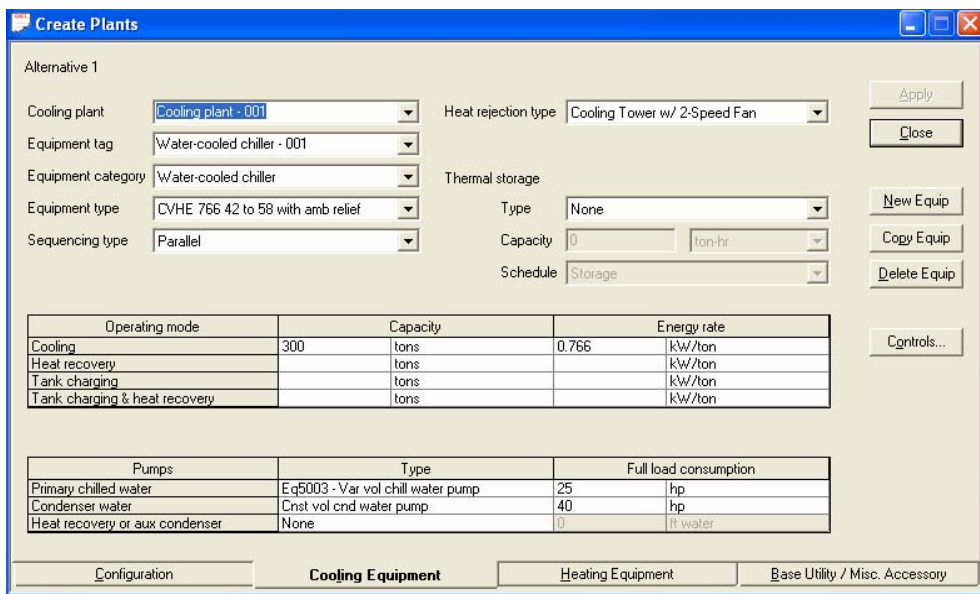 Create Plants
Alternative 1
Cooling plant Cooling plant - 001 Heat rejection type Cooling Tower w/ 2-Speed Fan Apply
Equipment tag Water-cooled chiller - 001 Close
Equipment category Water-cooled chiller Thermal storage
Equipment type CVHE 766 42 to 58 with amb relief Type None New Equip
Sequencing type Parallel Capacity 0 ton-hr Copy Equip
Schedule Storage Delete Equip
Operating mode Capacity Energy rate
Cooling 300 tons 0.766 kW/ton Controls...
Heat recovery tons kW/ton
Tank charging tons kW/ton
Tank charging & heat recovery tons kW/ton
Pumps Type Full load consumption
Primary chilled water Eq5003 - Var vol chill water pump 25 hp
Condenser water Cnst vol cnd water pump 40 hp
Heat recovery or aux condenser None 0 ft water
Configuration Cooling Equipment Heating Equipment Base Utility / Misc. Accessory